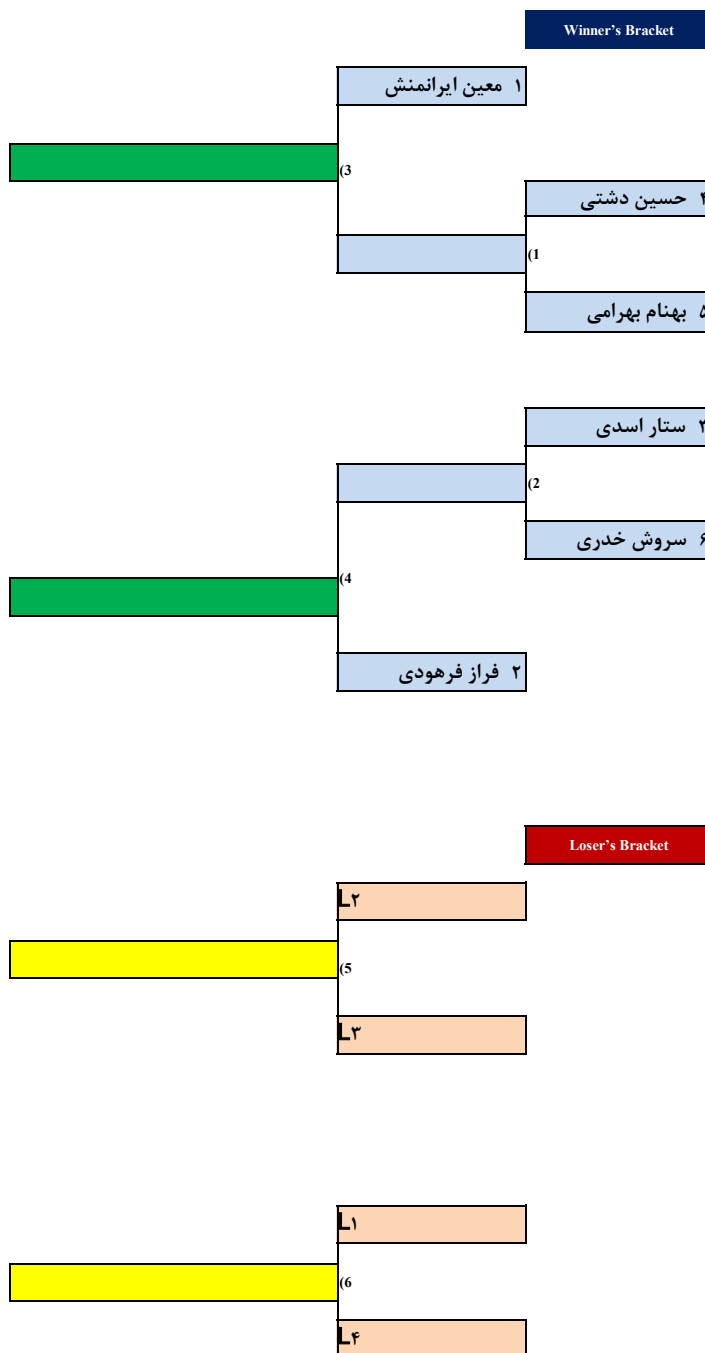 Winner's Bracket
۱ معین ایرانمنش
(3
۴ حسین دشتی
(1
۵ بهنام بهرامی
۳ ستار اسدی
(2
۶ سروش خدری
(4
۲ فراز فرهودی
Loser's Bracket
L۲
(5
L۳
L۱
(6
L۴